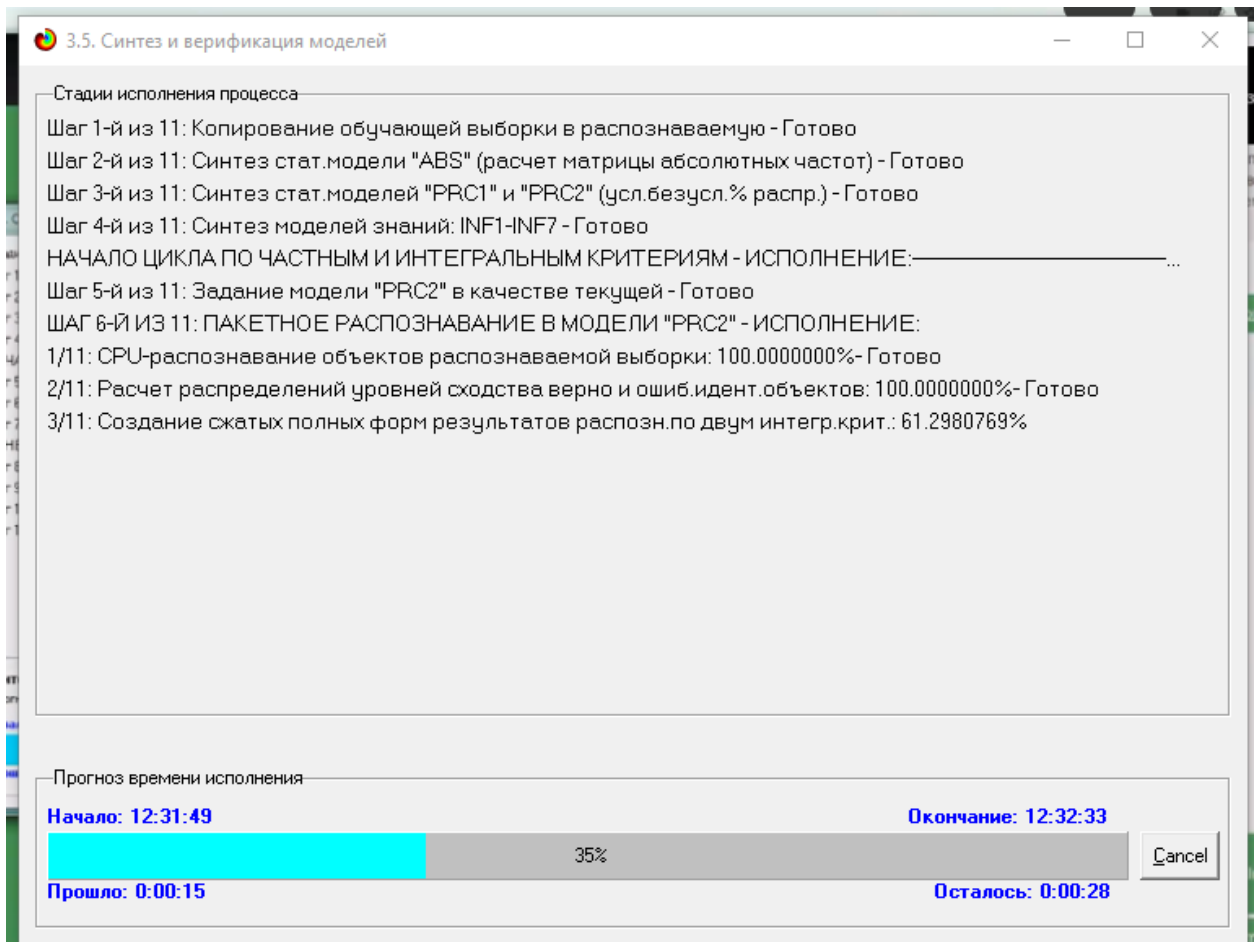 3.5. Синтез и верификация моделей
Стадии исполнения процесса
Шаг 1-й из 11: Копирование обучающей выборки в распознаваемую - Готово
Шаг 2-й из 11: Синтез стат.модели "ABS" (расчет матрицы абсолютных частот) - Готово
Шаг 3-й из 11: Синтез стат.моделей "PRC1" и "PRC2" (усл.безусл.% распр.) - Готово
Шаг 4-й из 11: Синтез моделей знаний: INF1-INF7 - Готово
НАЧАЛО ЦИКЛА ПО ЧАСТНЫМ И ИНТЕГРАЛЬНЫМ КРИТЕРИЯМ - ИСПОЛНЕНИЕ:————————————...
Шаг 5-й из 11: Задание модели "PRC2" в качестве текущей - Готово
ШАГ 6-Й ИЗ 11: ПАКЕТНОЕ РАСПОЗНАВАНИЕ В МОДЕЛИ "PRC2" - ИСПОЛНЕНИЕ:
1/11: CPU-распознавание объектов распознаваемой выборки: 100.0000000%- Готово
2/11: Расчет распределений уровней сходства верно и ошиб.идент.объектов: 100.0000000%- Готово
3/11: Создание сжатых полных форм результатов распозн.по двум интегр.крит.: 61.2980769%
Прогноз времени исполнения
Начало: 12:31:49 Окончание: 12:32:33
35% Cancel
Прошло: 0:00:15 Осталось: 0:00:28